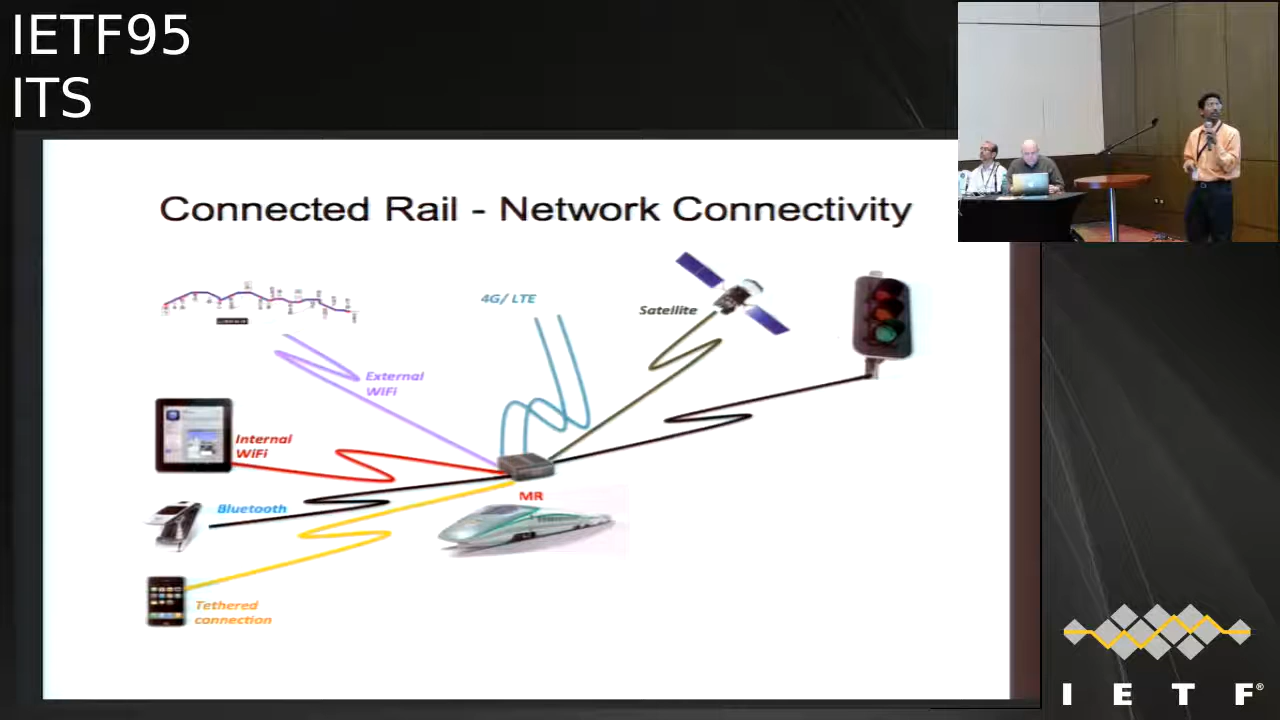 IETF95
ITS
Connected Rail - Network Connectivity
4G/ LTE
Satellite
External
WiFi
Internal
WiFi
Bluetooth
MR
Tethered
connection
I E T F®